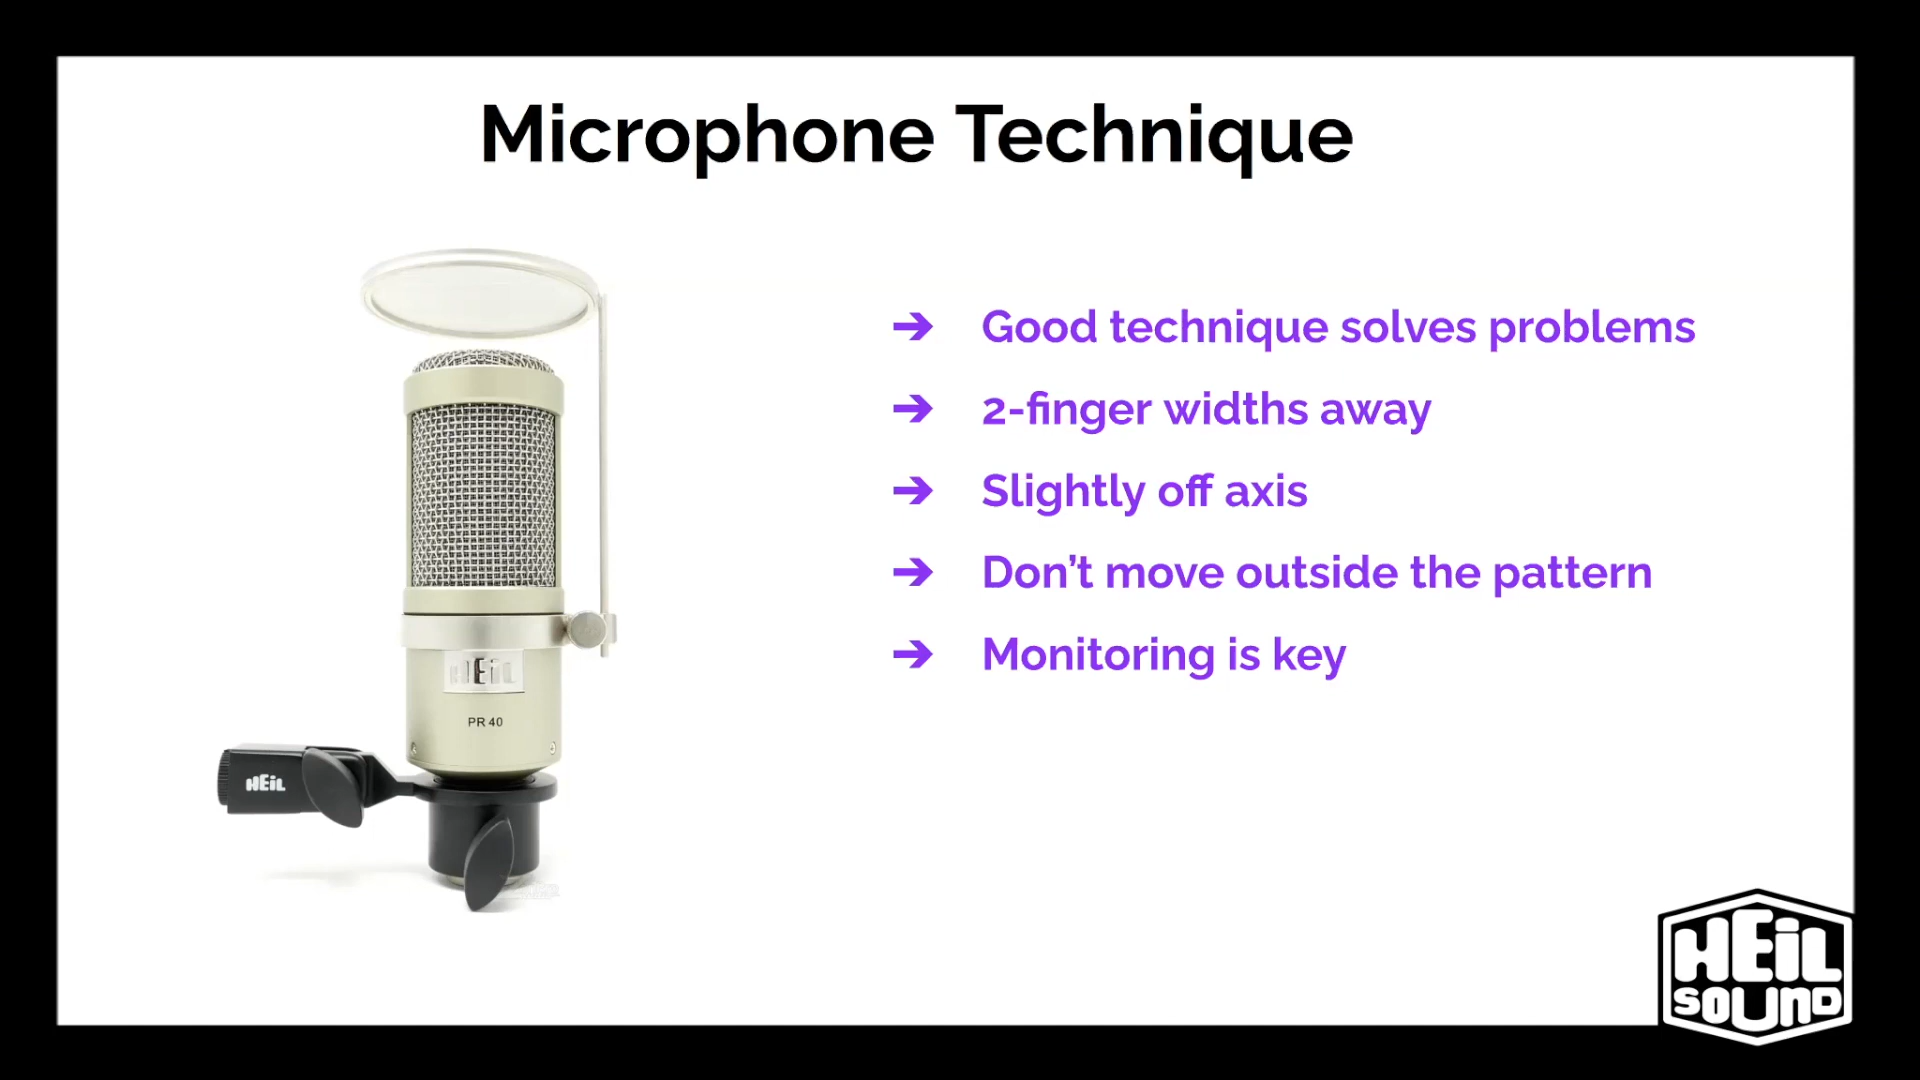 Microphone Technique
➔ Good technique solves problems
➔ 2-finger widths away
➔ Slightly off axis
➔ Don’t move outside the pattern
➔ Monitoring is key
HEiL
PR 40
HEiL
HEiL
SOUND